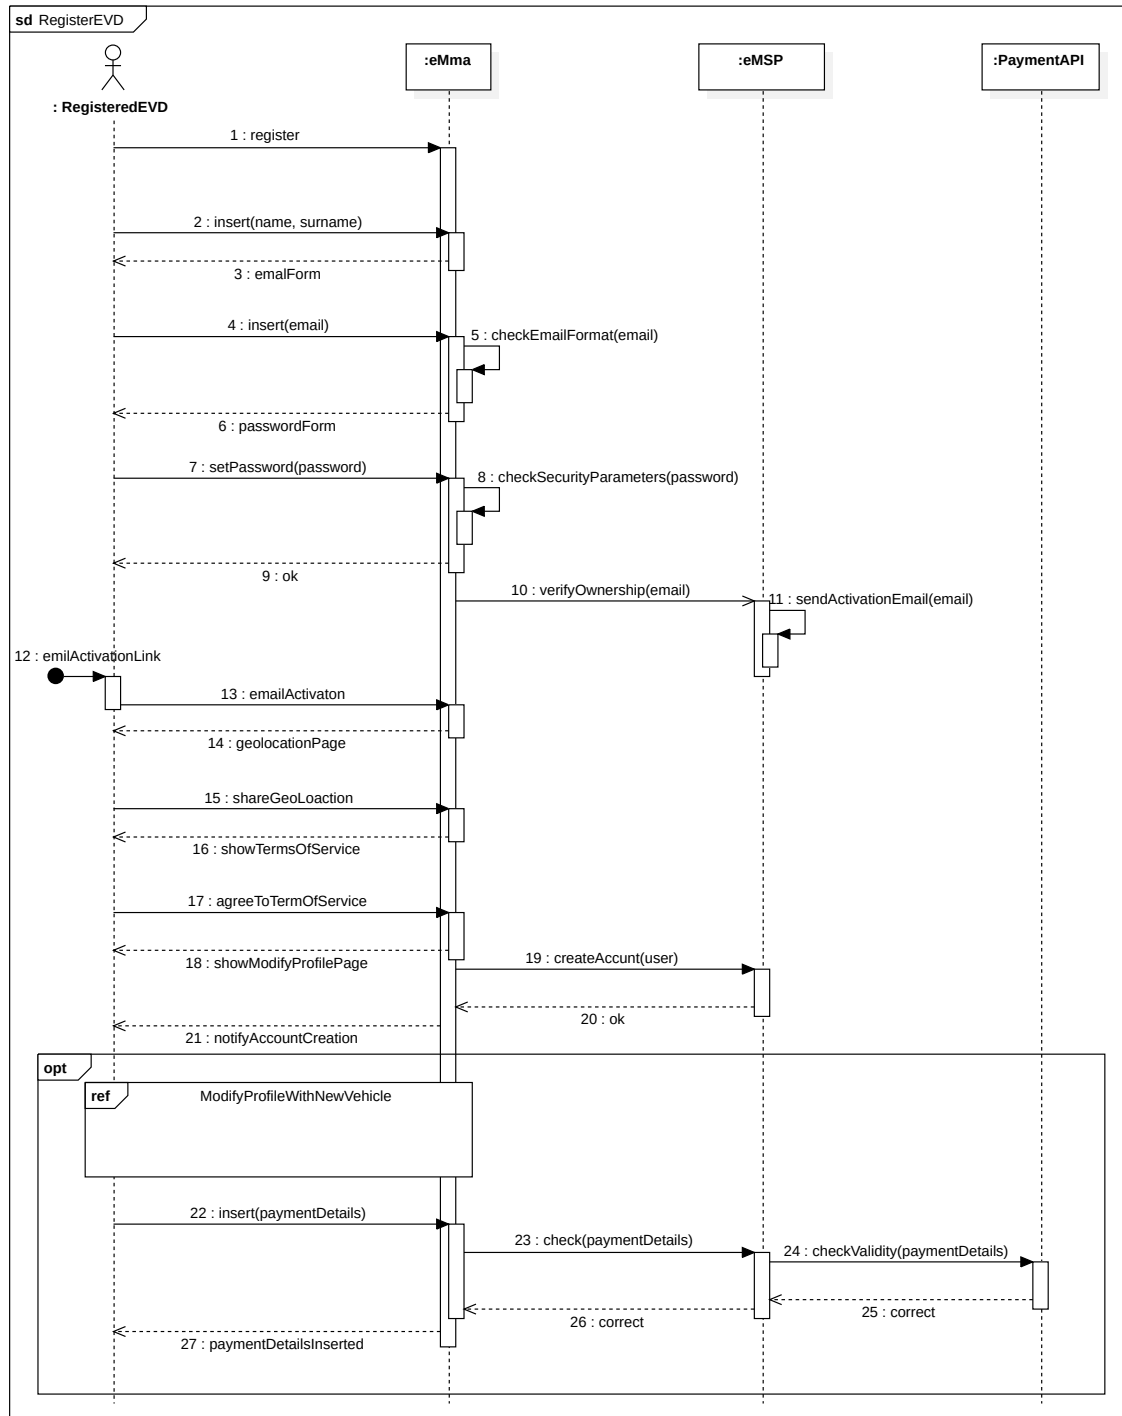 sd RegisterEVD
: RegisteredEVD
:eMma
:eMSP
:PaymentAPI
1 : register
2 : insert(name, surname)
3 : emalForm
4 : insert(email)
5 : checkEmailFormat(email)
6 : passwordForm
7 : setPassword(password)
8 : checkSecurityParameters(password)
9 : ok
10 : verifyOwnership(email)
11 : sendActivationEmail(email)
12 : emilActivationLink
13 : emailActivaton
14 : geolocationPage
15 : shareGeoLoaction
16 : showTermsOfService
17 : agreeToTermOfService
18 : showModifyProfilePage
19 : createAccunt(user)
20 : ok
21 : notifyAccountCreation
opt
ref
ModifyProfileWithNewVehicle
22 : insert(paymentDetails)
23 : check(paymentDetails)
24 : checkValidity(paymentDetails)
25 : correct
26 : correct
27 : paymentDetailsInserted